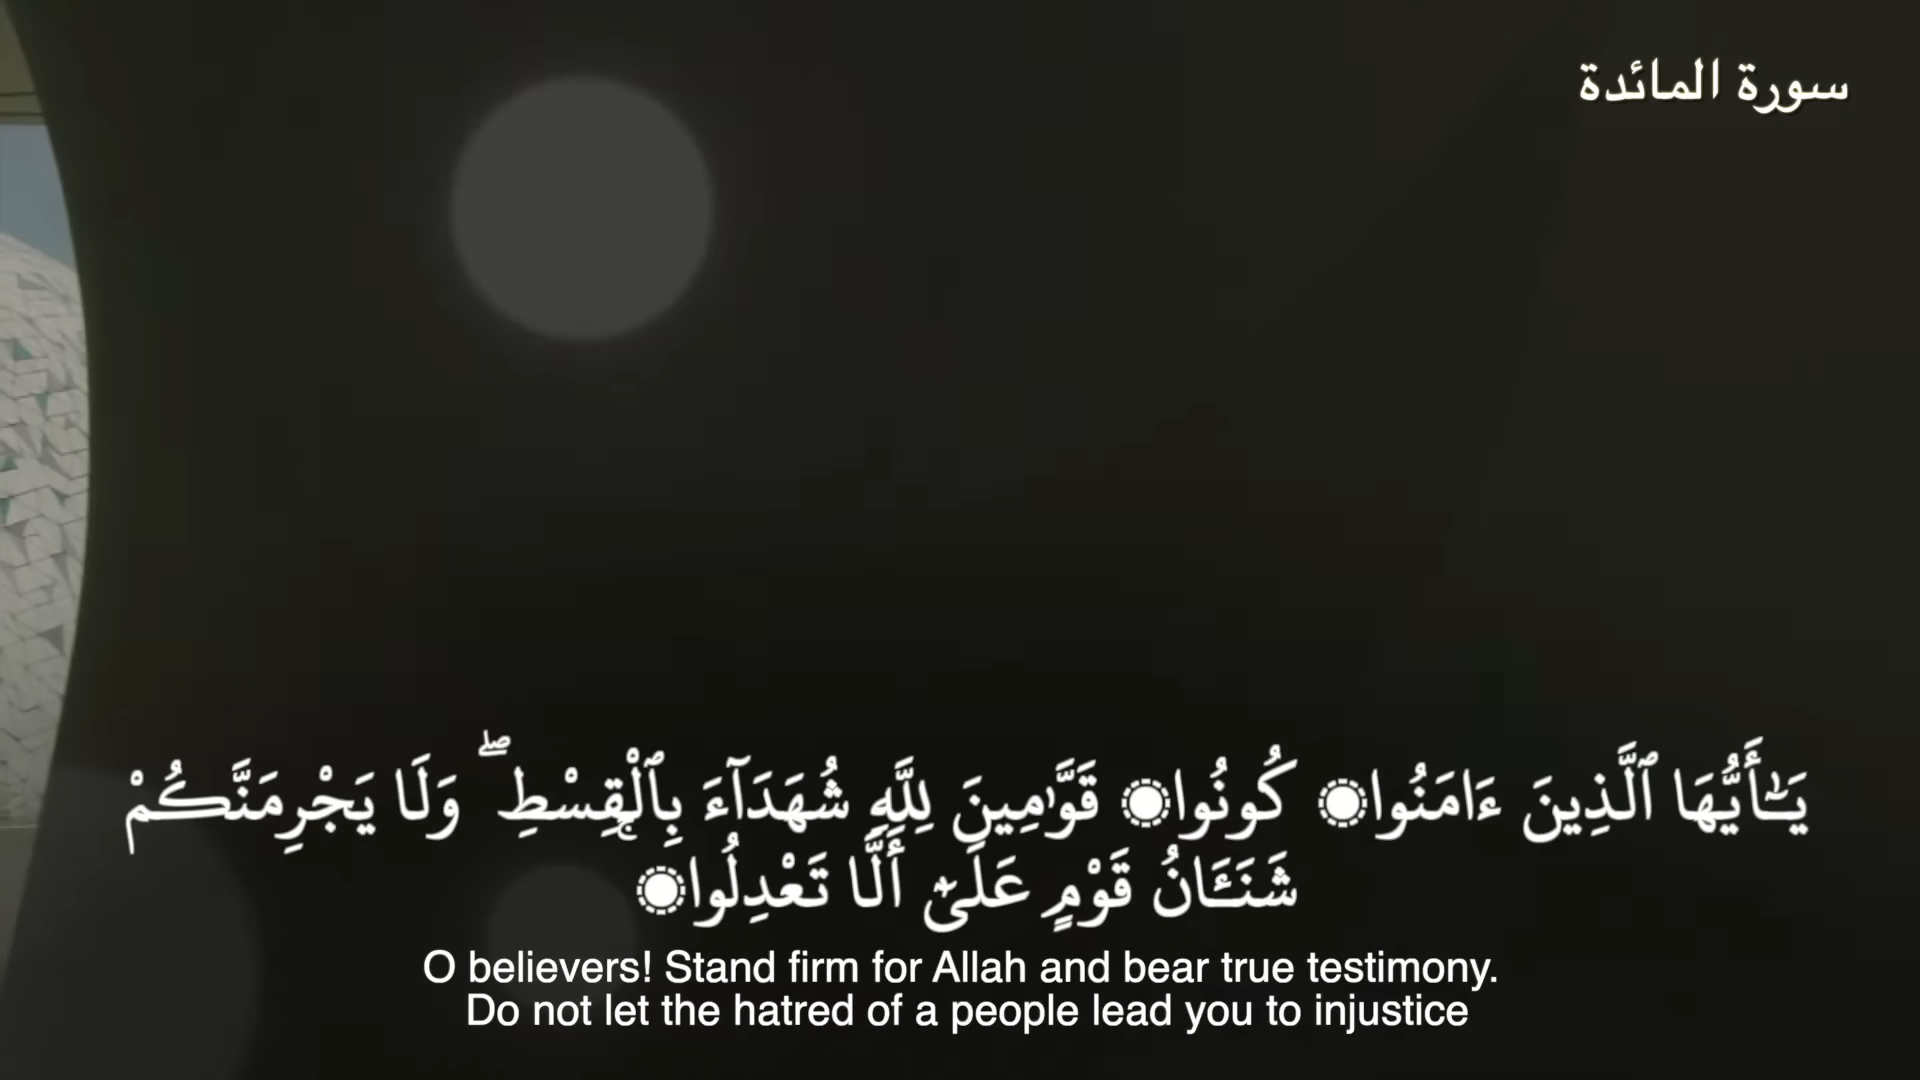 سورة المائدة
يَـٰٓأَيُّهَا ٱلَّذِينَ ءَامَنُوا۟ كُونُوا۟ قَوَّٰمِينَ لِلَّهِ شُهَدَآءَ بِٱلْقِسْطِ ۖ وَلَا يَجْرِمَنَّكُمْ
شَنَـَٔانُ قَوْمٍ عَلَىٰٓ أَلَّا تَعْدِلُوا۟ ۚ
O believers! Stand firm for Allah and bear true testimony.
Do not let the hatred of a people lead you to injustice